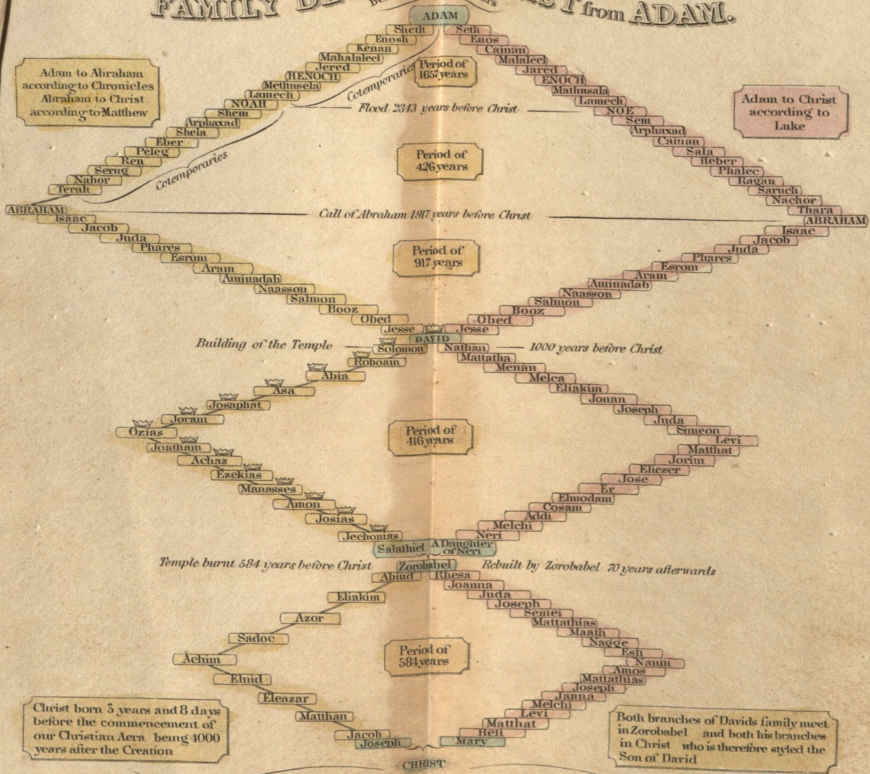 FAMILY from ADAM.
ADAM
Sheth
Enosh
Kenan
Mahalaleel
Jered
HENOCH
Methusela
Lamech
NOAH
Shem
Arphaxad
Shela
Eber
Peleg
Reu
Serug
Nahor
Terah
ABRAHAM
Isaac
Jacob
Juda
Phares
Esrom
Aram
Aminadab
Naasson
Salmon
Booz
Obed
Jesse
Seth
Enos
Cainan
Malaleel
Jared
ENOCH
Mathusala
Lamech
NOE
Sem
Arphaxad
Cainan
Sala
Heber
Phalec
Ragau
Saruch
Nachor
Thara
ABRAHAM
Isaac
Jacob
Juda
Phares
Esrom
Aram
Aminadab
Naasson
Salmon
Booz
Obed
Jesse
Adam to Abraham
according to Chronicles
Abraham to Christ
according to Matthew
Cotemporaries
Cotemporaries
Period of
1657 years
Flood 2343 years before Christ
Adam to Christ
according to
Luke
Period of
426 years
Call of Abraham 1917 years before Christ
Period of
917 years
DAVID
Building of the Temple
1000 years before Christ
Solomon
Roboam
Abia
Asa
Josaphat
Joram
Ozias
Joatham
Achaz
Ezekias
Manasses
Amon
Josias
Jechonias
Salathiel
Nathan
Mattatha
Menan
Melea
Eliakim
Jonan
Joseph
Juda
Simeon
Levi
Matthat
Jorim
Eliezer
Jose
Er
Elmodam
Cosam
Addi
Melchi
Neri
A Daughter
of Neri
Period of
416 years
Temple burnt 584 years before Christ
Zorobabel
Rebuilt by Zorobabel 70 years afterwards
Abiud
Eliakim
Azor
Sadoc
Achim
Eliud
Eleazar
Matthan
Jacob
Joseph
Rhesa
Joanna
Juda
Joseph
Semei
Mattathias
Maath
Nagge
Esli
Naum
Amos
Mattathias
Joseph
Janna
Melchi
Levi
Matthat
Heli
Mary
Period of
584 years
Christ born 3 years and 8 days
before the commencement of
our Christian Aera being 4000
years after the Creation
Both branches of Davids family meet
in Zorobabel and both his branches
in Christ who is therefore styled the
Son of David
CHRIST